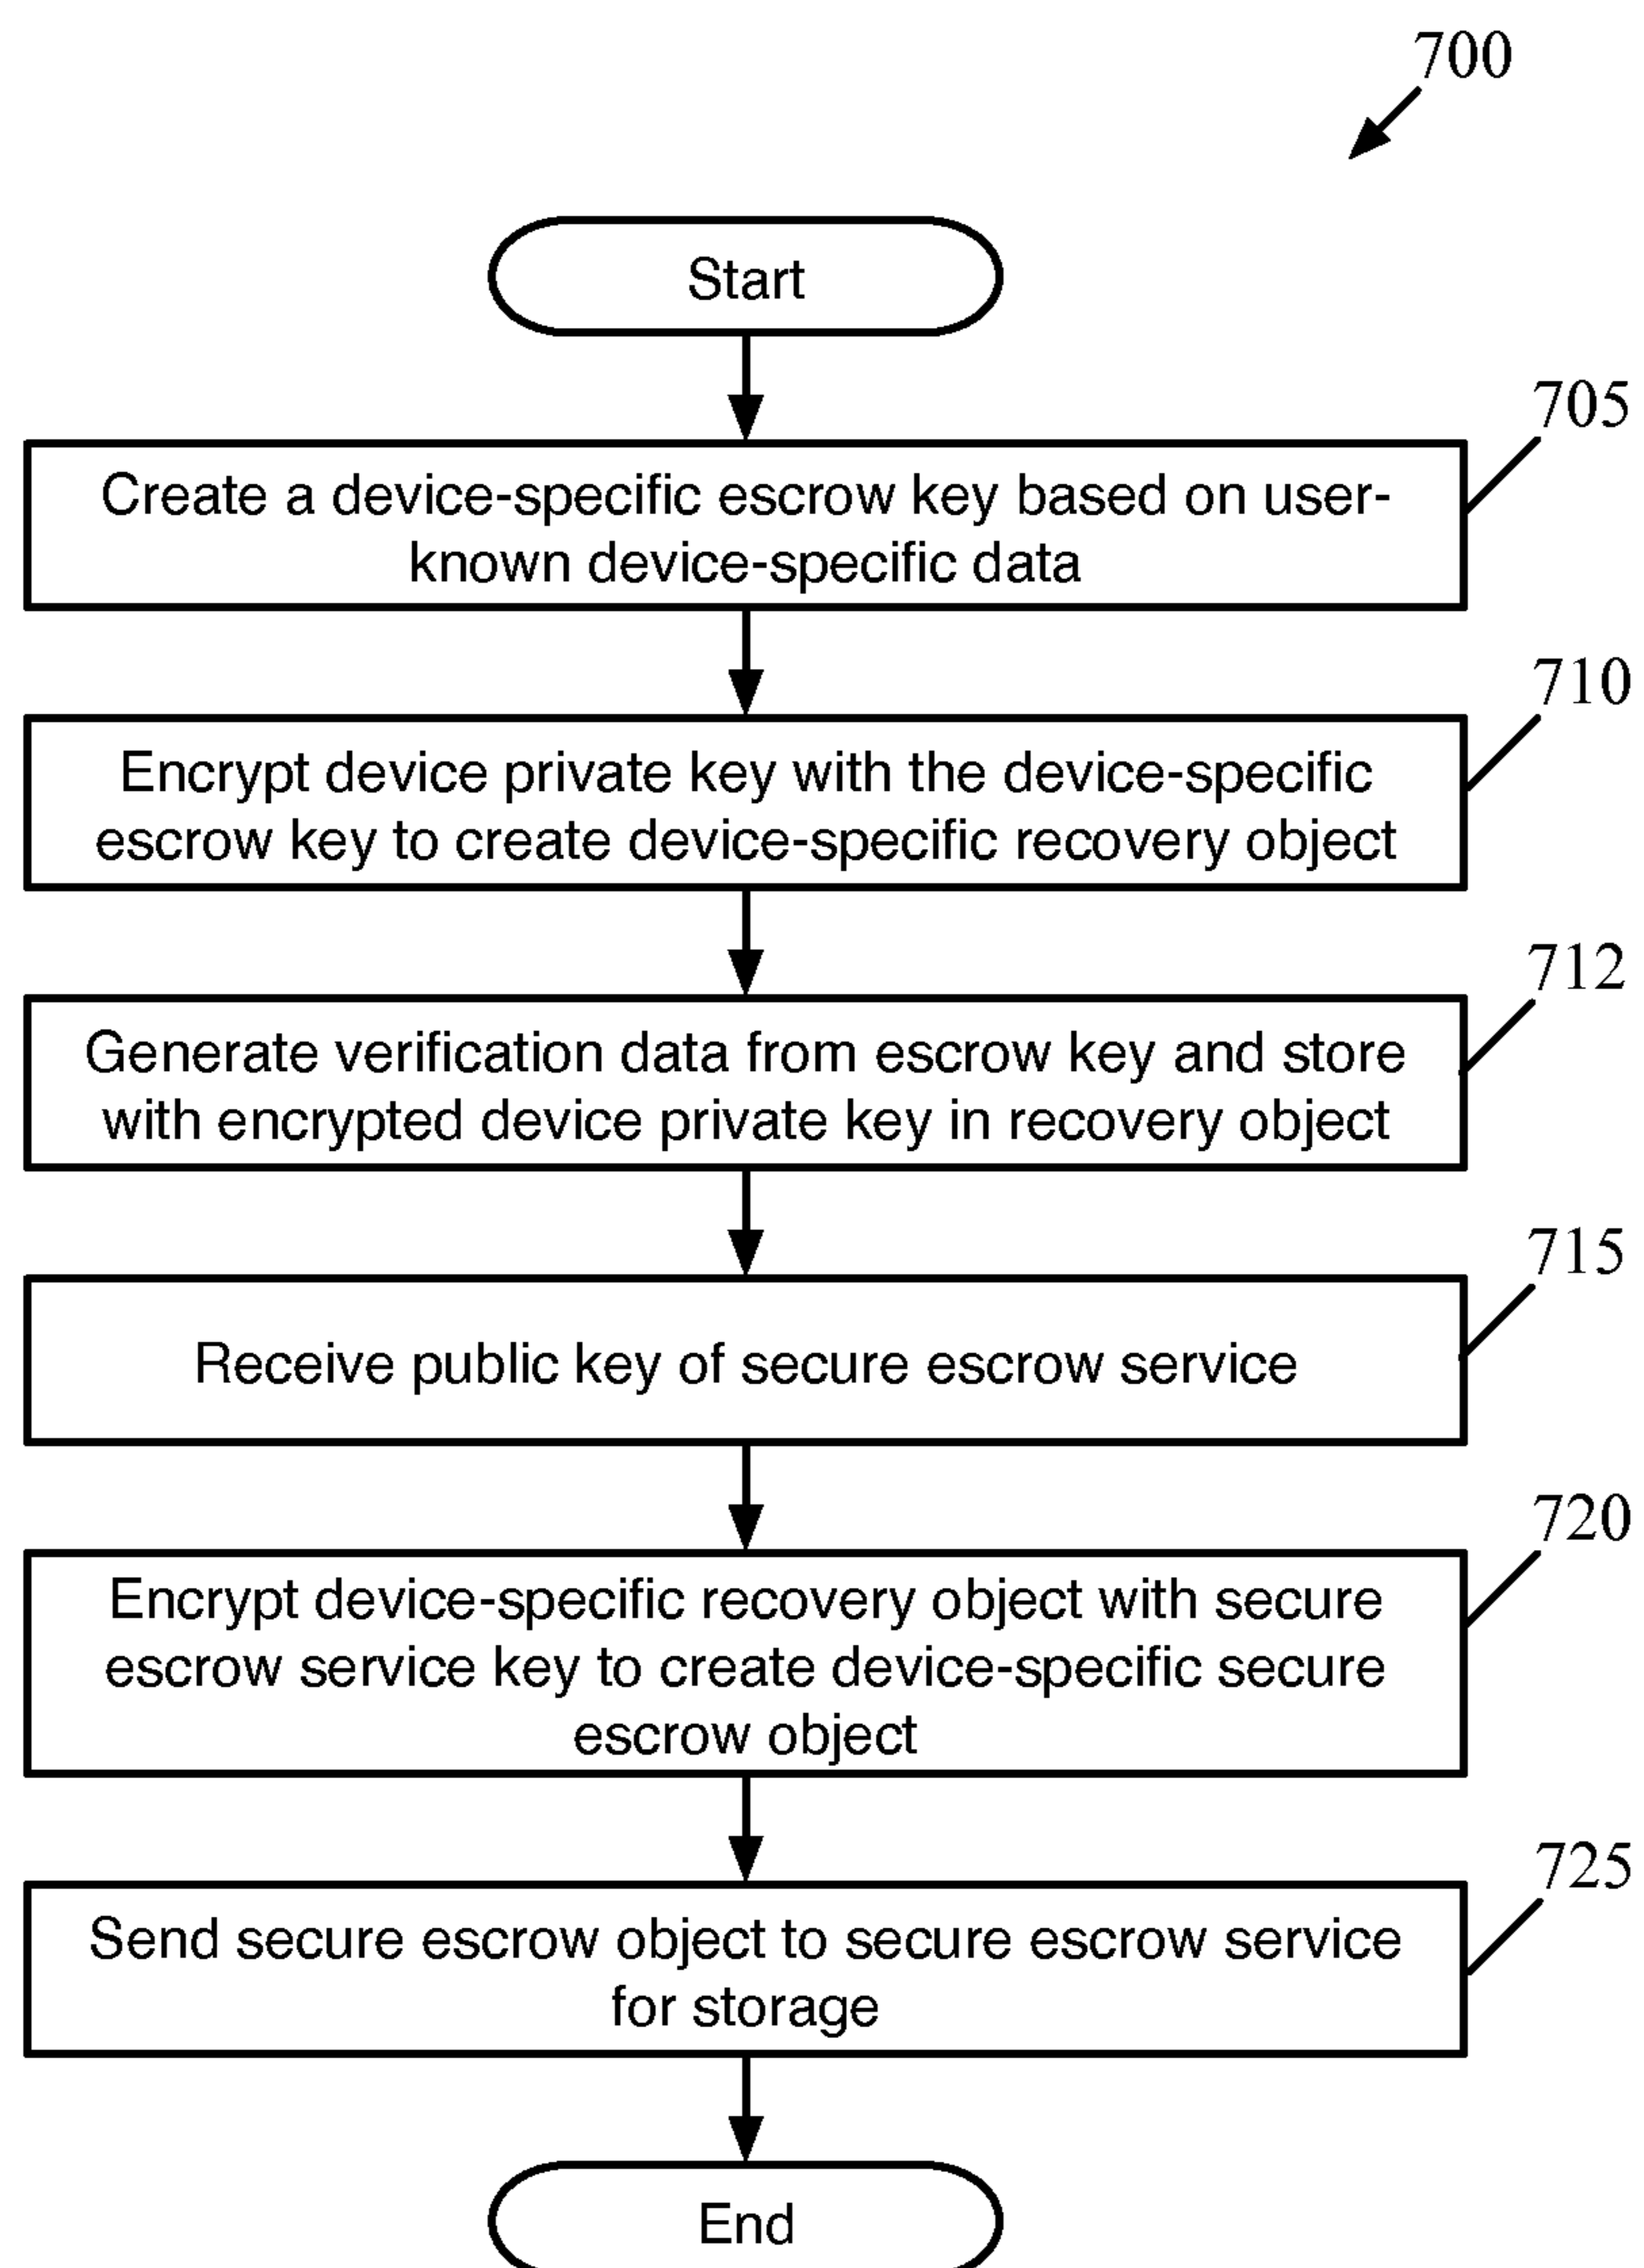 700
Start
705
Create a device-specific escrow key based on user-
known device-specific data
710
Encrypt device private key with the device-specific
escrow key to create device-specific recovery object
712
Generate verification data from escrow key and store
with encrypted device private key in recovery object
715
Receive public key of secure escrow service
720
Encrypt device-specific recovery object with secure
escrow service key to create device-specific secure
escrow object
725
Send secure escrow object to secure escrow service
for storage
End